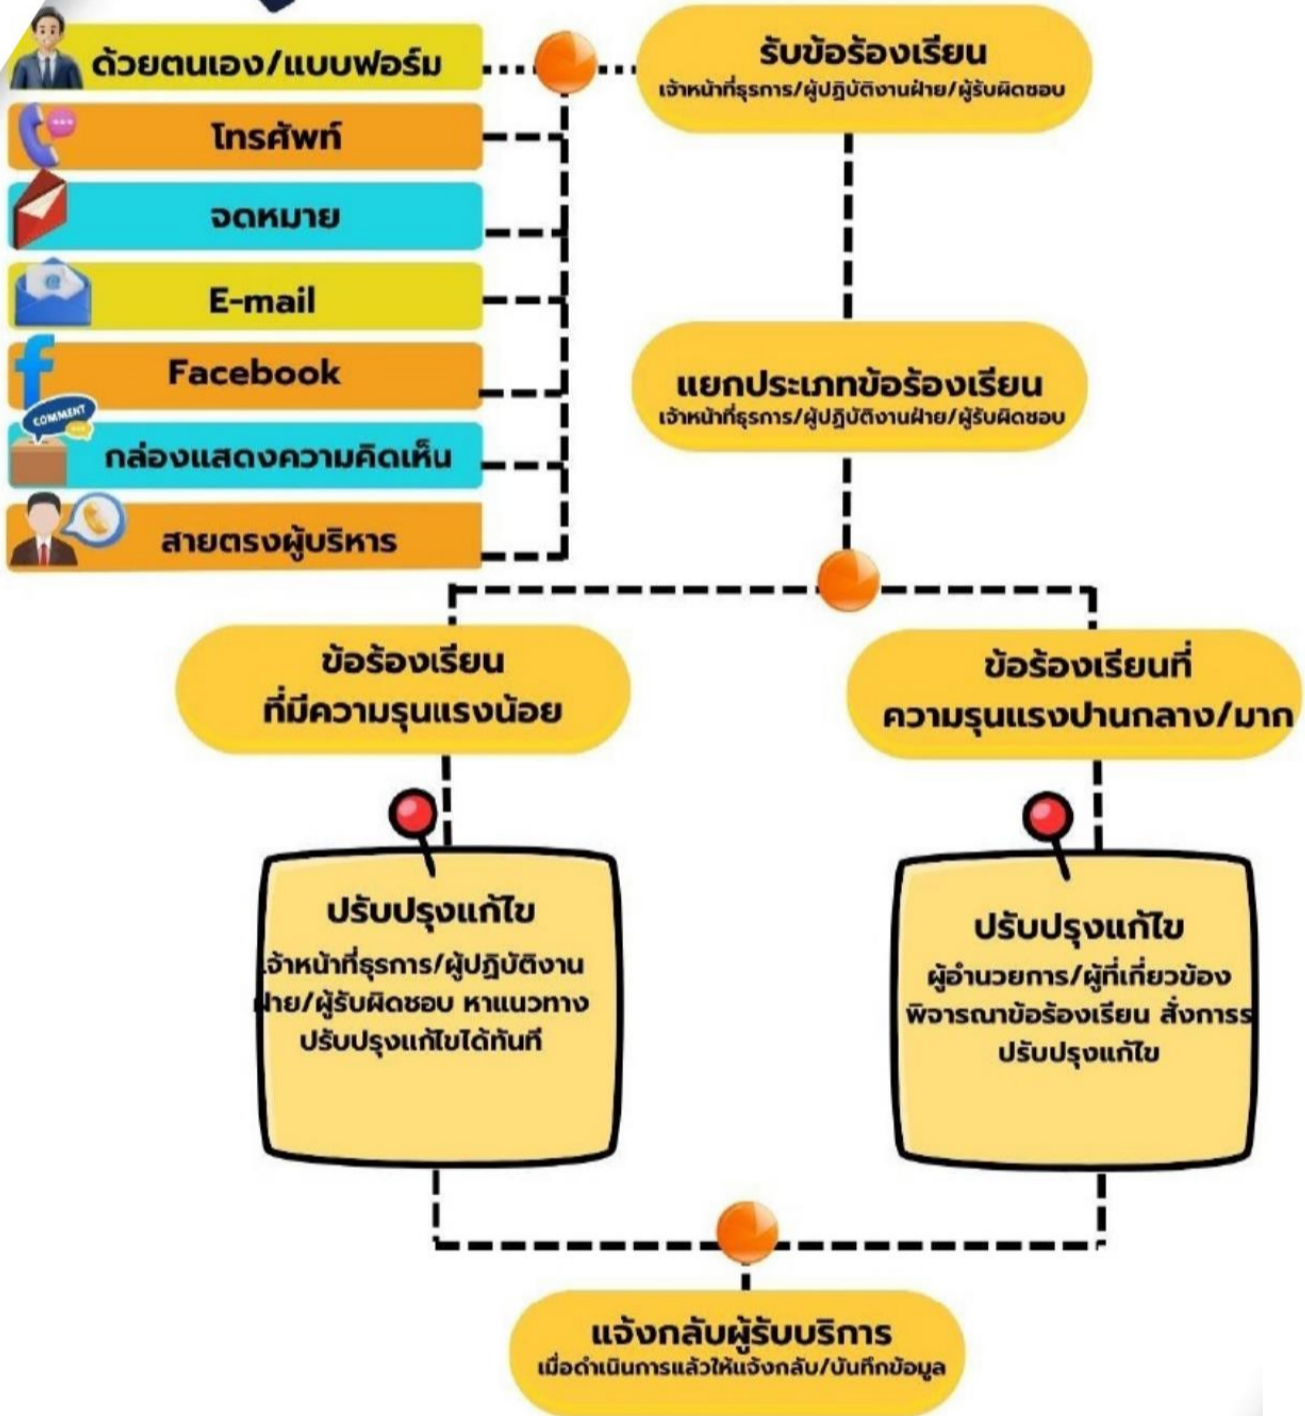 ด้วยตนเอง/แบบฟอร์ม
โทรศัพท์
จดหมาย
E-mail
Facebook
COMMENT
กล่องแสดงความคิดเห็น
สายตรงผู้บริหาร
รับข้อร้องเรียน
เจ้าหน้าที่ธุรการ/ผู้ปฏิบัติงานฝ่าย/ผู้รับผิดชอบ
แยกประเภทข้อร้องเรียน
เจ้าหน้าที่ธุรการ/ผู้ปฏิบัติงานฝ่าย/ผู้รับผิดชอบ
ข้อร้องเรียน
ที่มีความรุนแรงน้อย
ข้อร้องเรียนที่
ความรุนแรงปานกลาง/มาก
ปรับปรุงแก้ไข
เจ้าหน้าที่ธุรการ/ผู้ปฏิบัติงาน
ฝ่าย/ผู้รับผิดชอบ หาแนวทาง
ปรับปรุงแก้ไขได้ทันที
ปรับปรุงแก้ไข
ผู้อำนวยการ/ผู้ที่เกี่ยวข้อง
พิจารณาข้อร้องเรียน สั่งการร
ปรับปรุงแก้ไข
แจ้งกลับผู้รับบริการ
เมื่อดำเนินการแล้วให้แจ้งกลับ/บันทึกข้อมูล